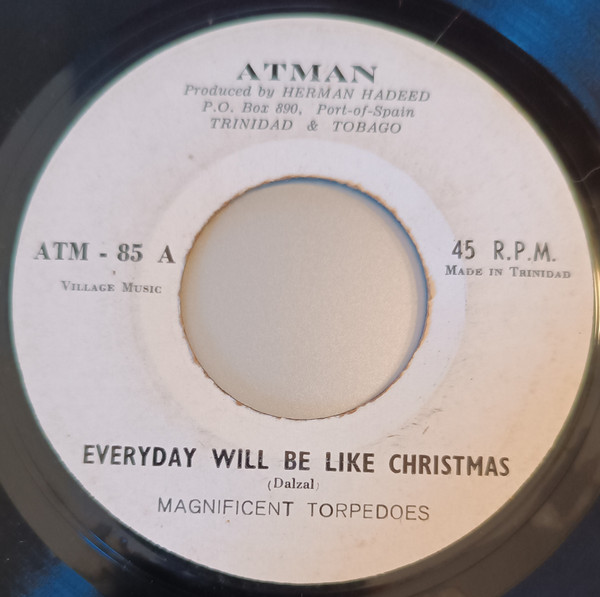 ATMAN
Produced by HERMAN HADEED
P.O. Box 890, Port-of-Spain
TRINIDAD & TOBAGO
ATM - 85 A
VILLAGE MUSIC
45 R.P.M.
MADE IN TRINIDAD
EVERYDAY WILL BE LIKE CHRISTMAS
(Dalzal)
MAGNIFICENT TORPEDOES